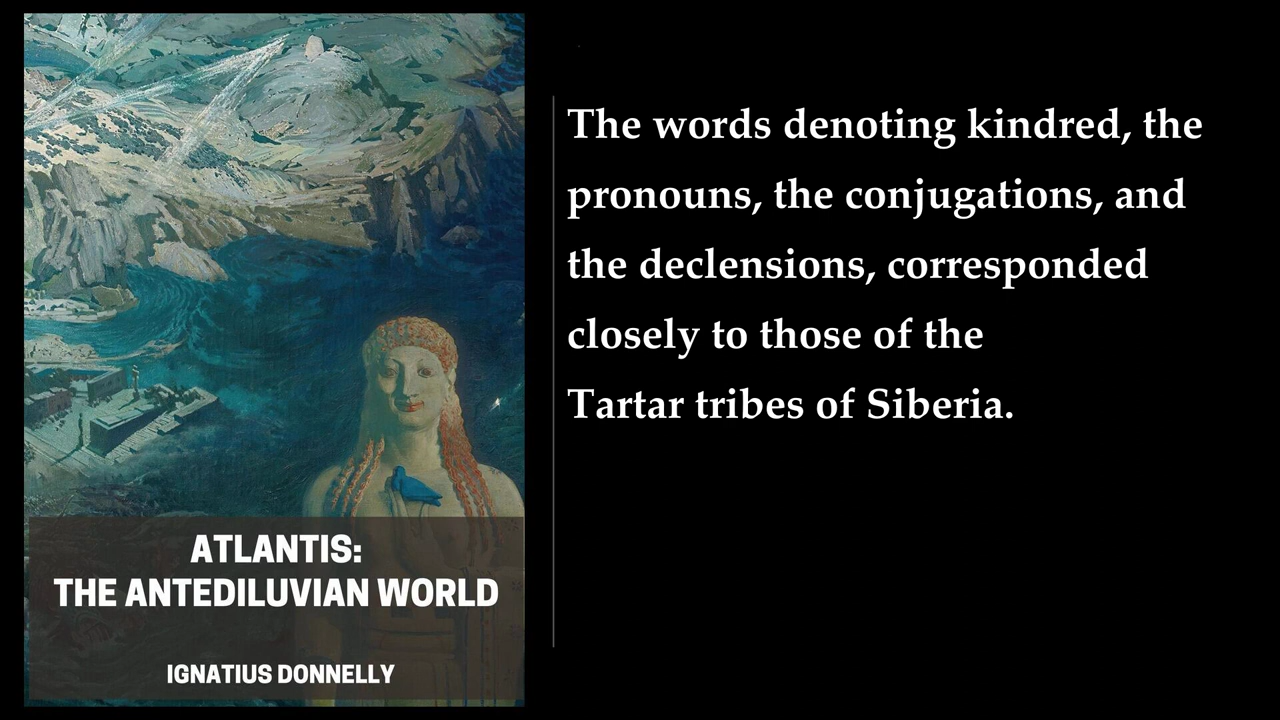 The words denoting kindred, the
pronouns, the conjugations, and
the declensions, corresponded
closely to those of the
Tartar tribes of Siberia.
ATLANTIS:
THE ANTEDILUVIAN WORLD
IGNATIUS DONNELLY